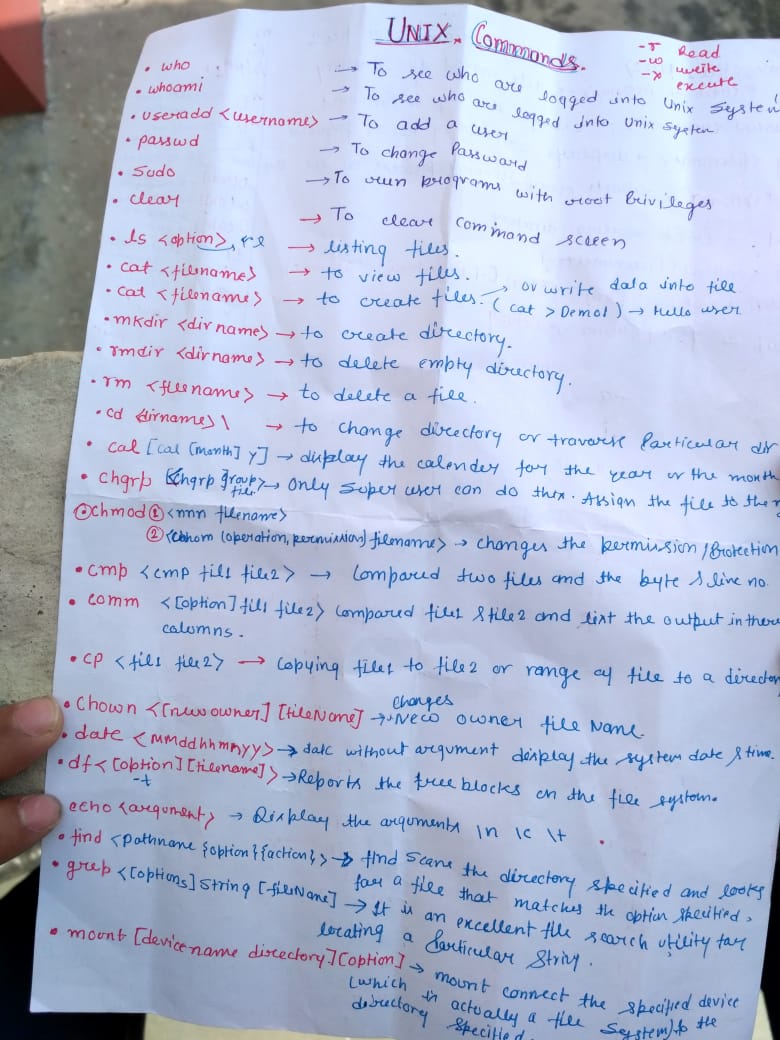 UNIX Commands.
-r Read
-w write
-x execute
• who → To see who are logged into Unix System
• whoami → To see who are logged into Unix System
• useradd <username> → To add a user
• passwd → To change Password
• sudo → To run programs with root Privileges
• clear → To clear command screen
• ls <option> → listing files.
• cat <filename> → to view files.
• cat <filename> → to create files. → or write data into file
(cat > Demo1) → Hello user
• mkdir <dir name> → to create directory.
• rmdir <dirname> → to delete empty directory.
• rm <filename> → to delete a file.
• cd <dirname> \ → to change directory or traverse Particular dir
• cal [cal [month] y] → display the calender for the year or the month
• chgrp <chgrp group file> → Only super user can do this. Assign the file to the
• chmod ① <nnn filename>
② <chhom (operation, permission) filename> → changes the permission / Protection
• cmp <cmp file1 file2> → Compared two files and the byte & line no.
• comm <[option] file1 file2> Compared file1 & file2 and list the output in three
columns.
• cp <file1 file2> → Copying file1 to file2 or range of file to a director
• Chown <[new owner] [fileName] → changes New owner file Name.
• date <MMddhhmmyy> → date without argument display the system date & time.
• df < [option] [filename] > → Reports the free blocks on the file system.
-t
echo <argument> → Display the arguments \n \c \t
• find <pathname {option} {action}> → find scans the directory specified and looks
for a file that matches the option specified.
• grep <[options] String [-fileName] → It is an excellent file search utility for
locating a particular string.
• mount [device name directory] [option] → mount connect the specified device
(which is actually a file system) to the
directory specified.